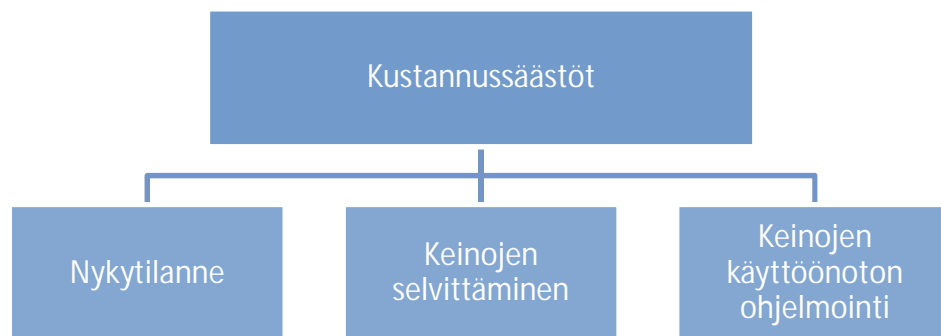 Kustannussäästöt
Nykytilanne
Keinojen
selvittäminen
Keinojen
käyttöönoton
ohjelmointi